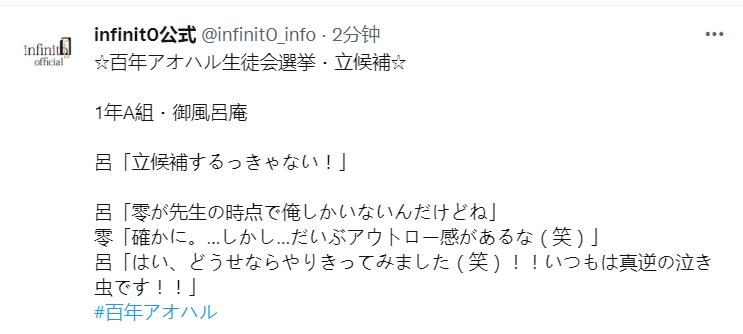 infinit0
official
infinit0公式 @infinit0_info · 2分钟
☆百年アオハル生徒会選挙・立候補☆
1年A組・御風呂庵
呂「立候補するっきゃない！」
呂「零が先生の時点で俺しかいないんだけどね」
零「確かに。...しかし...だいぶアウトロー感があるな（笑）」
呂「はい、どうせならやりきってみました（笑）！！いつもは真逆の泣き
虫です！！」
#百年アオハル